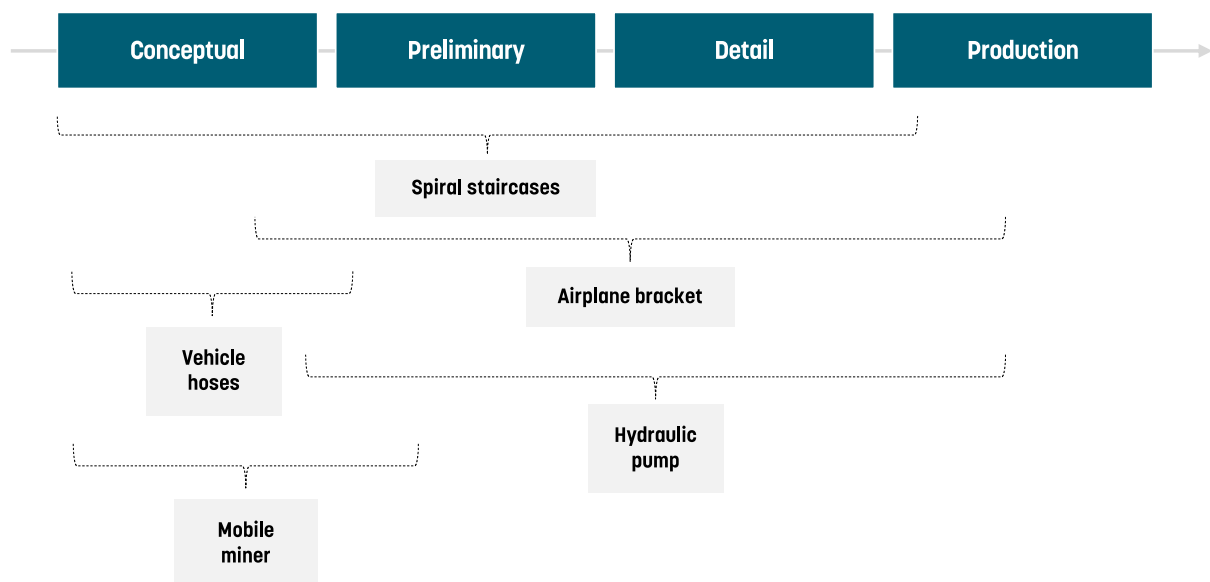 Conceptual
Preliminary
Detail
Production
Spiral staircases
Airplane bracket
Vehicle
hoses
Hydraulic
pump
Mobile
miner